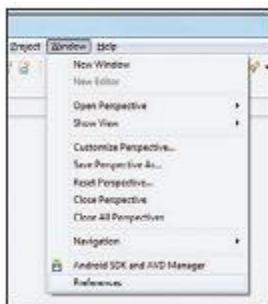 Project Window Help
New Window
New Editor
Open Perspective
Show View
Customize Perspective...
Save Perspective As...
Reset Perspective...
Close Perspective
Close All Perspectives
Navigation
Android SDK and AVD Manager
Preferences